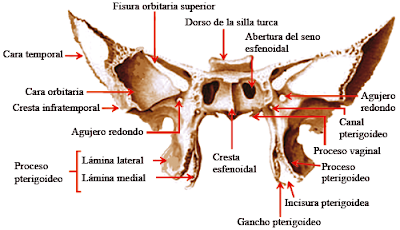 Fisura orbitaria superior
Dorso de la silla turca
Abertura del seno
esfenoidal
Cara temporal
Cara orbitaria
Cresta infratemporal
Agujero redondo
Agujero
redondo
Canal
pterigoideo
Proceso vaginal
Proceso
pterigoideo
Lámina lateral
Lámina medial
Cresta
esfenoidal
Proceso
pterigoideo
Incisura pterigoidea
Gancho pterigoideo